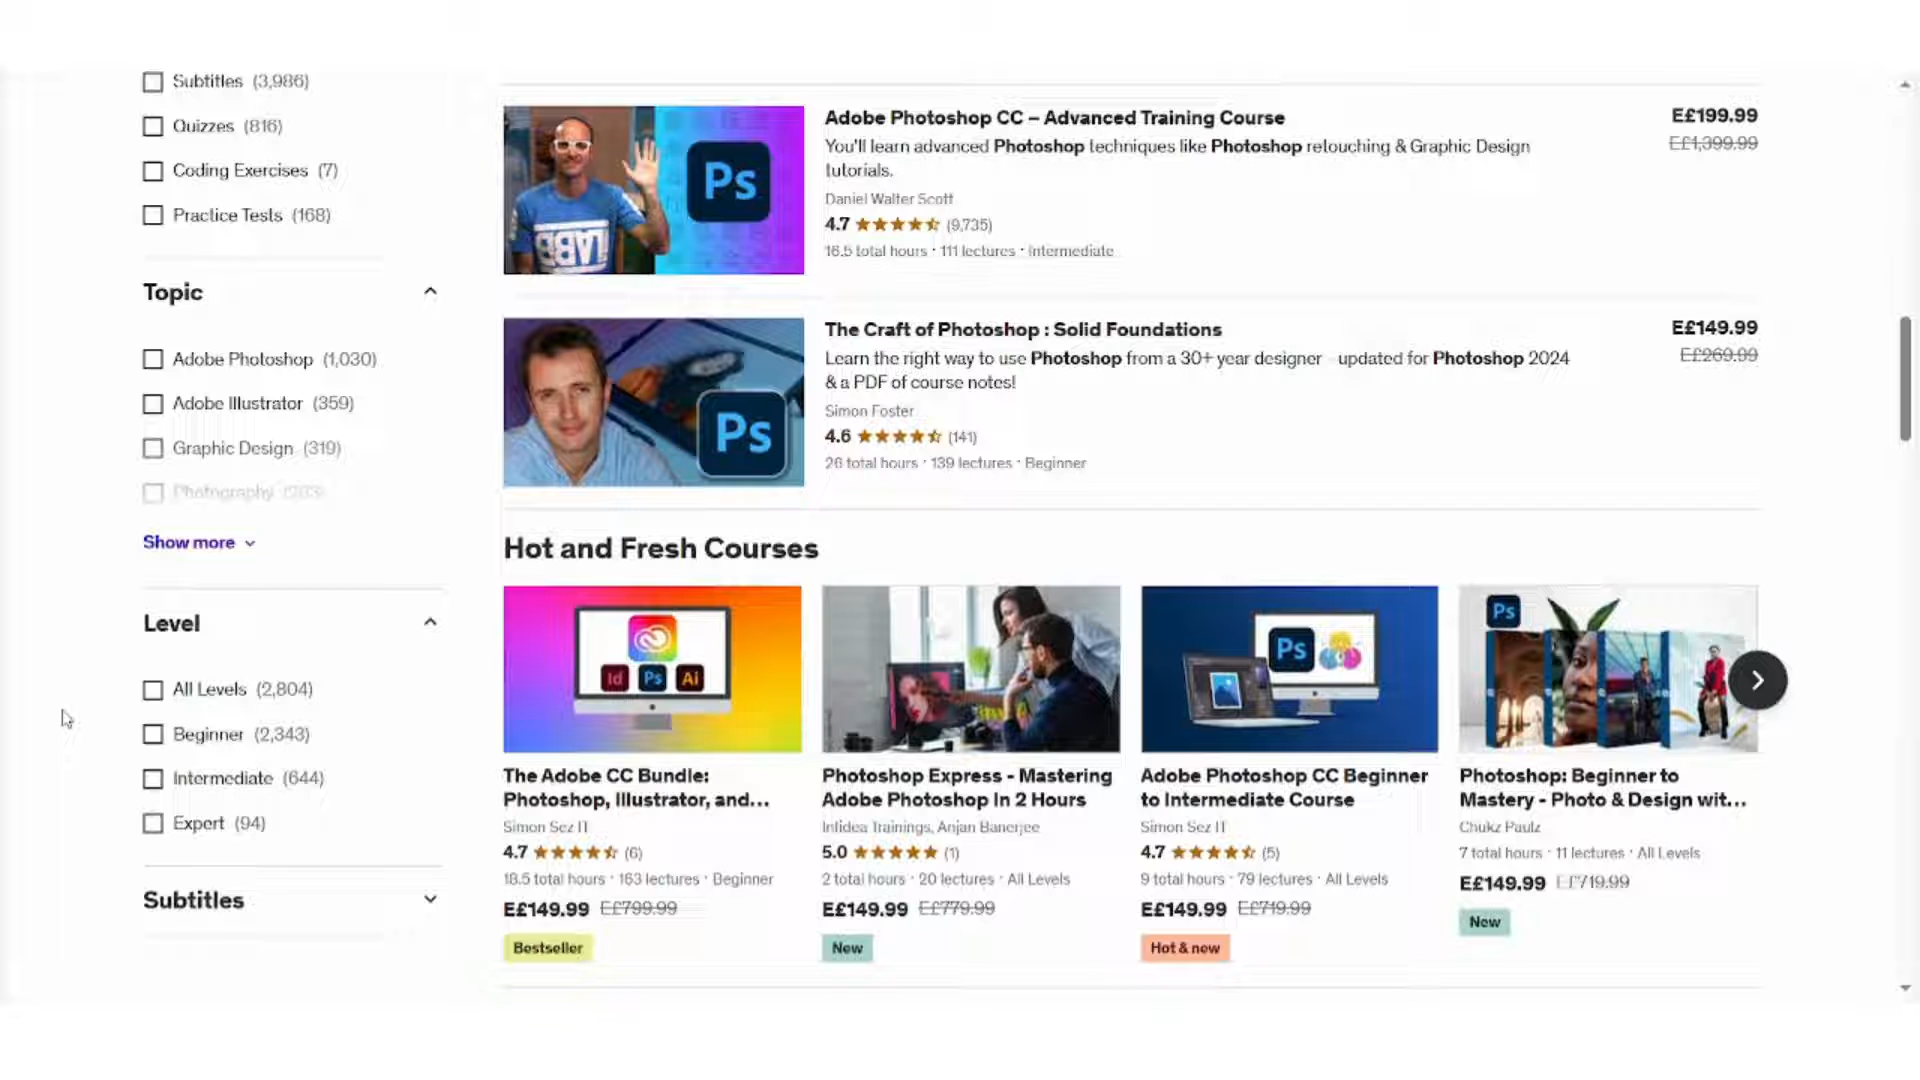 Subtitles (3,986)
Quizzes (816)
Coding Exercises (7)
Practice Tests (168)
Topic
Adobe Photoshop (1,030)
Adobe Illustrator (359)
Graphic Design (319)
Photography
Show more
Level
All Levels (2,804)
Beginner (2,343)
Intermediate (644)
Expert (94)
Subtitles
Ps
Adobe Photoshop CC – Advanced Training Course
You'll learn advanced Photoshop techniques like Photoshop retouching & Graphic Design
tutorials.
Daniel Walter Scott
4.7 (9,735)
16.5 total hours · 111 lectures · Intermediate
E£199.99
E£1,399.99
Ps
The Craft of Photoshop : Solid Foundations
Learn the right way to use Photoshop from a 30+ year designer - updated for Photoshop 2024
& a PDF of course notes!
Simon Foster
4.6 (141)
26 total hours · 139 lectures · Beginner
E£149.99
E£269.99
Hot and Fresh Courses
Id Ps Ai
The Adobe CC Bundle:
Photoshop, Illustrator, and...
Simon Sez IT
4.7 (6)
18.5 total hours · 163 lectures · Beginner
E£149.99 E£799.99
Bestseller
Photoshop Express - Mastering
Adobe Photoshop In 2 Hours
Infidea Trainings, Anjan Banerjee
5.0 (1)
2 total hours · 20 lectures · All Levels
E£149.99 E£779.99
New
Ps
Adobe Photoshop CC Beginner
to Intermediate Course
Simon Sez IT
4.7 (5)
9 total hours · 79 lectures · All Levels
E£149.99 E£719.99
Hot & new
Ps
Photoshop: Beginner to
Mastery - Photo & Design wit...
Chukz Paulz
7 total hours · 11 lectures · All Levels
E£149.99 E£719.99
New